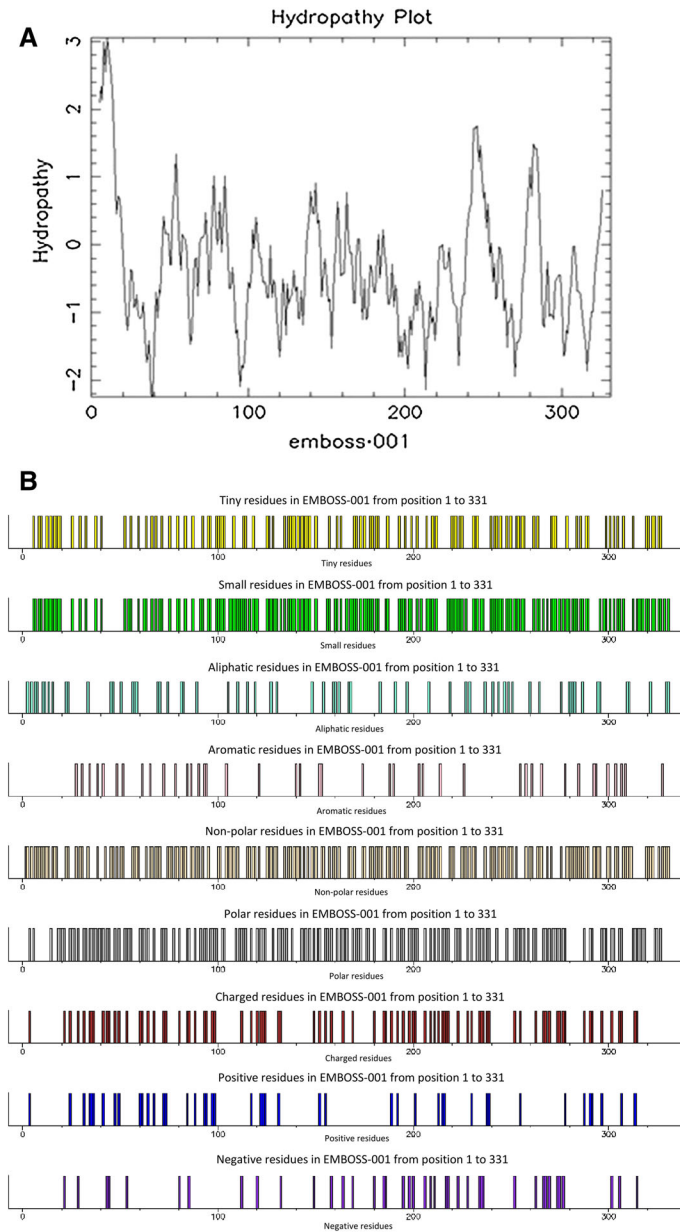 A
Hydropathy Plot
Hydropathy
3
2
1
0
-1
-2
0 100 200 300
emboss.001
B
Tiny residues in EMBOSS-001 from position 1 to 331
0 100 200 300
Tiny residues
Small residues in EMBOSS-001 from position 1 to 331
0 100 200 300
Small residues
Aliphatic residues in EMBOSS-001 from position 1 to 331
0 100 200 300
Aliphatic residues
Aromatic residues in EMBOSS-001 from position 1 to 331
0 100 200 300
Aromatic residues
Non-polar residues in EMBOSS-001 from position 1 to 331
0 100 200 300
Non-polar residues
Polar residues in EMBOSS-001 from position 1 to 331
0 100 200 300
Polar residues
Charged residues in EMBOSS-001 from position 1 to 331
0 100 200 300
Charged residues
Positive residues in EMBOSS-001 from position 1 to 331
0 100 200 300
Positive residues
Negative residues in EMBOSS-001 from position 1 to 331
0 100 200 300
Negative residues